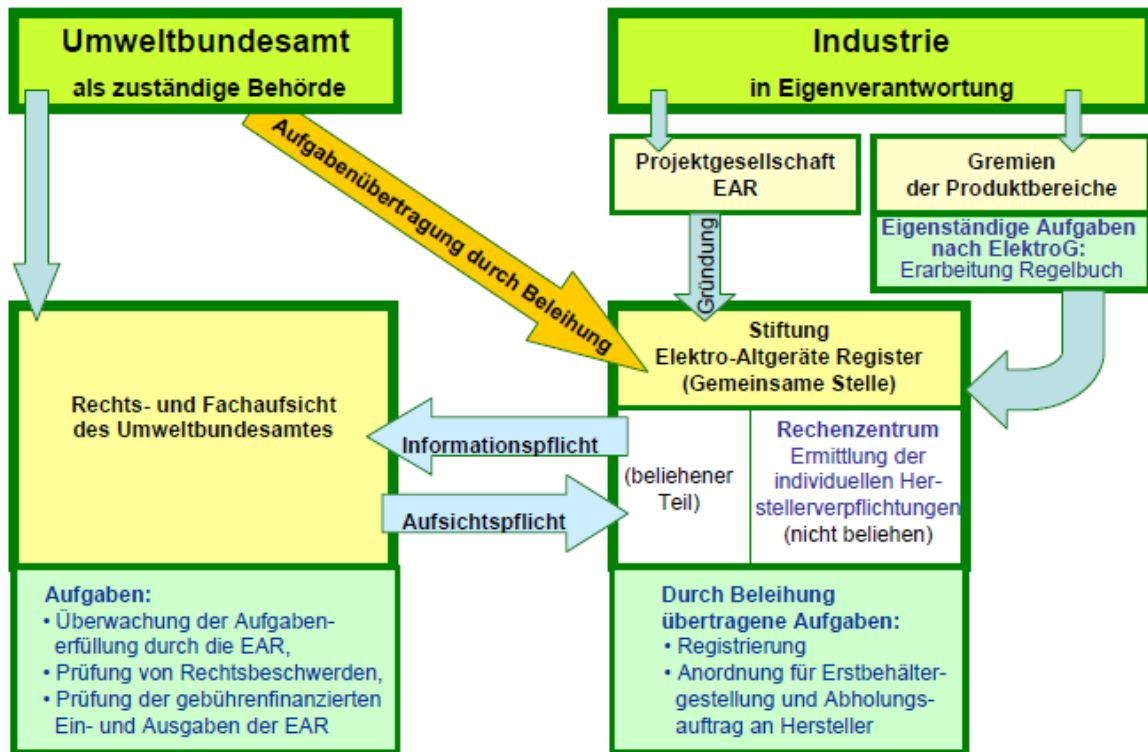 Umweltbundesamt
als zuständige Behörde
Industrie
in Eigenverantwortung
Aufgabenübertragung durch Beleihung
Projektgesellschaft
EAR
Gremien
der Produktbereiche
Eigenständige Aufgaben
nach ElektroG:
Erarbeitung Regelbuch
Gründung
Stiftung
Elektro-Altgeräte Register
(Gemeinsame Stelle)
Rechts- und Fachaufsicht
des Umweltbundesamtes
Informationspflicht
Aufsichtspflicht
(beliehener
Teil)
Rechenzentrum
Ermittlung der
individuellen Her-
stellerverpflichtungen
(nicht beliehen)
Aufgaben:
• Überwachung der Aufgaben-
erfüllung durch die EAR,
• Prüfung von Rechtsbeschwerden,
• Prüfung der gebührenfinanzierten
Ein- und Ausgaben der EAR
Durch Beleihung
übertragene Aufgaben:
• Registrierung
• Anordnung für Erstbehälter-
gestellung und Abholungs-
auftrag an Hersteller